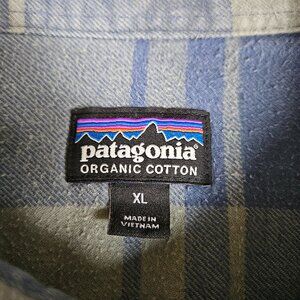 patagonia
ORGANIC COTTON
XL
MADE IN
VIETNAM